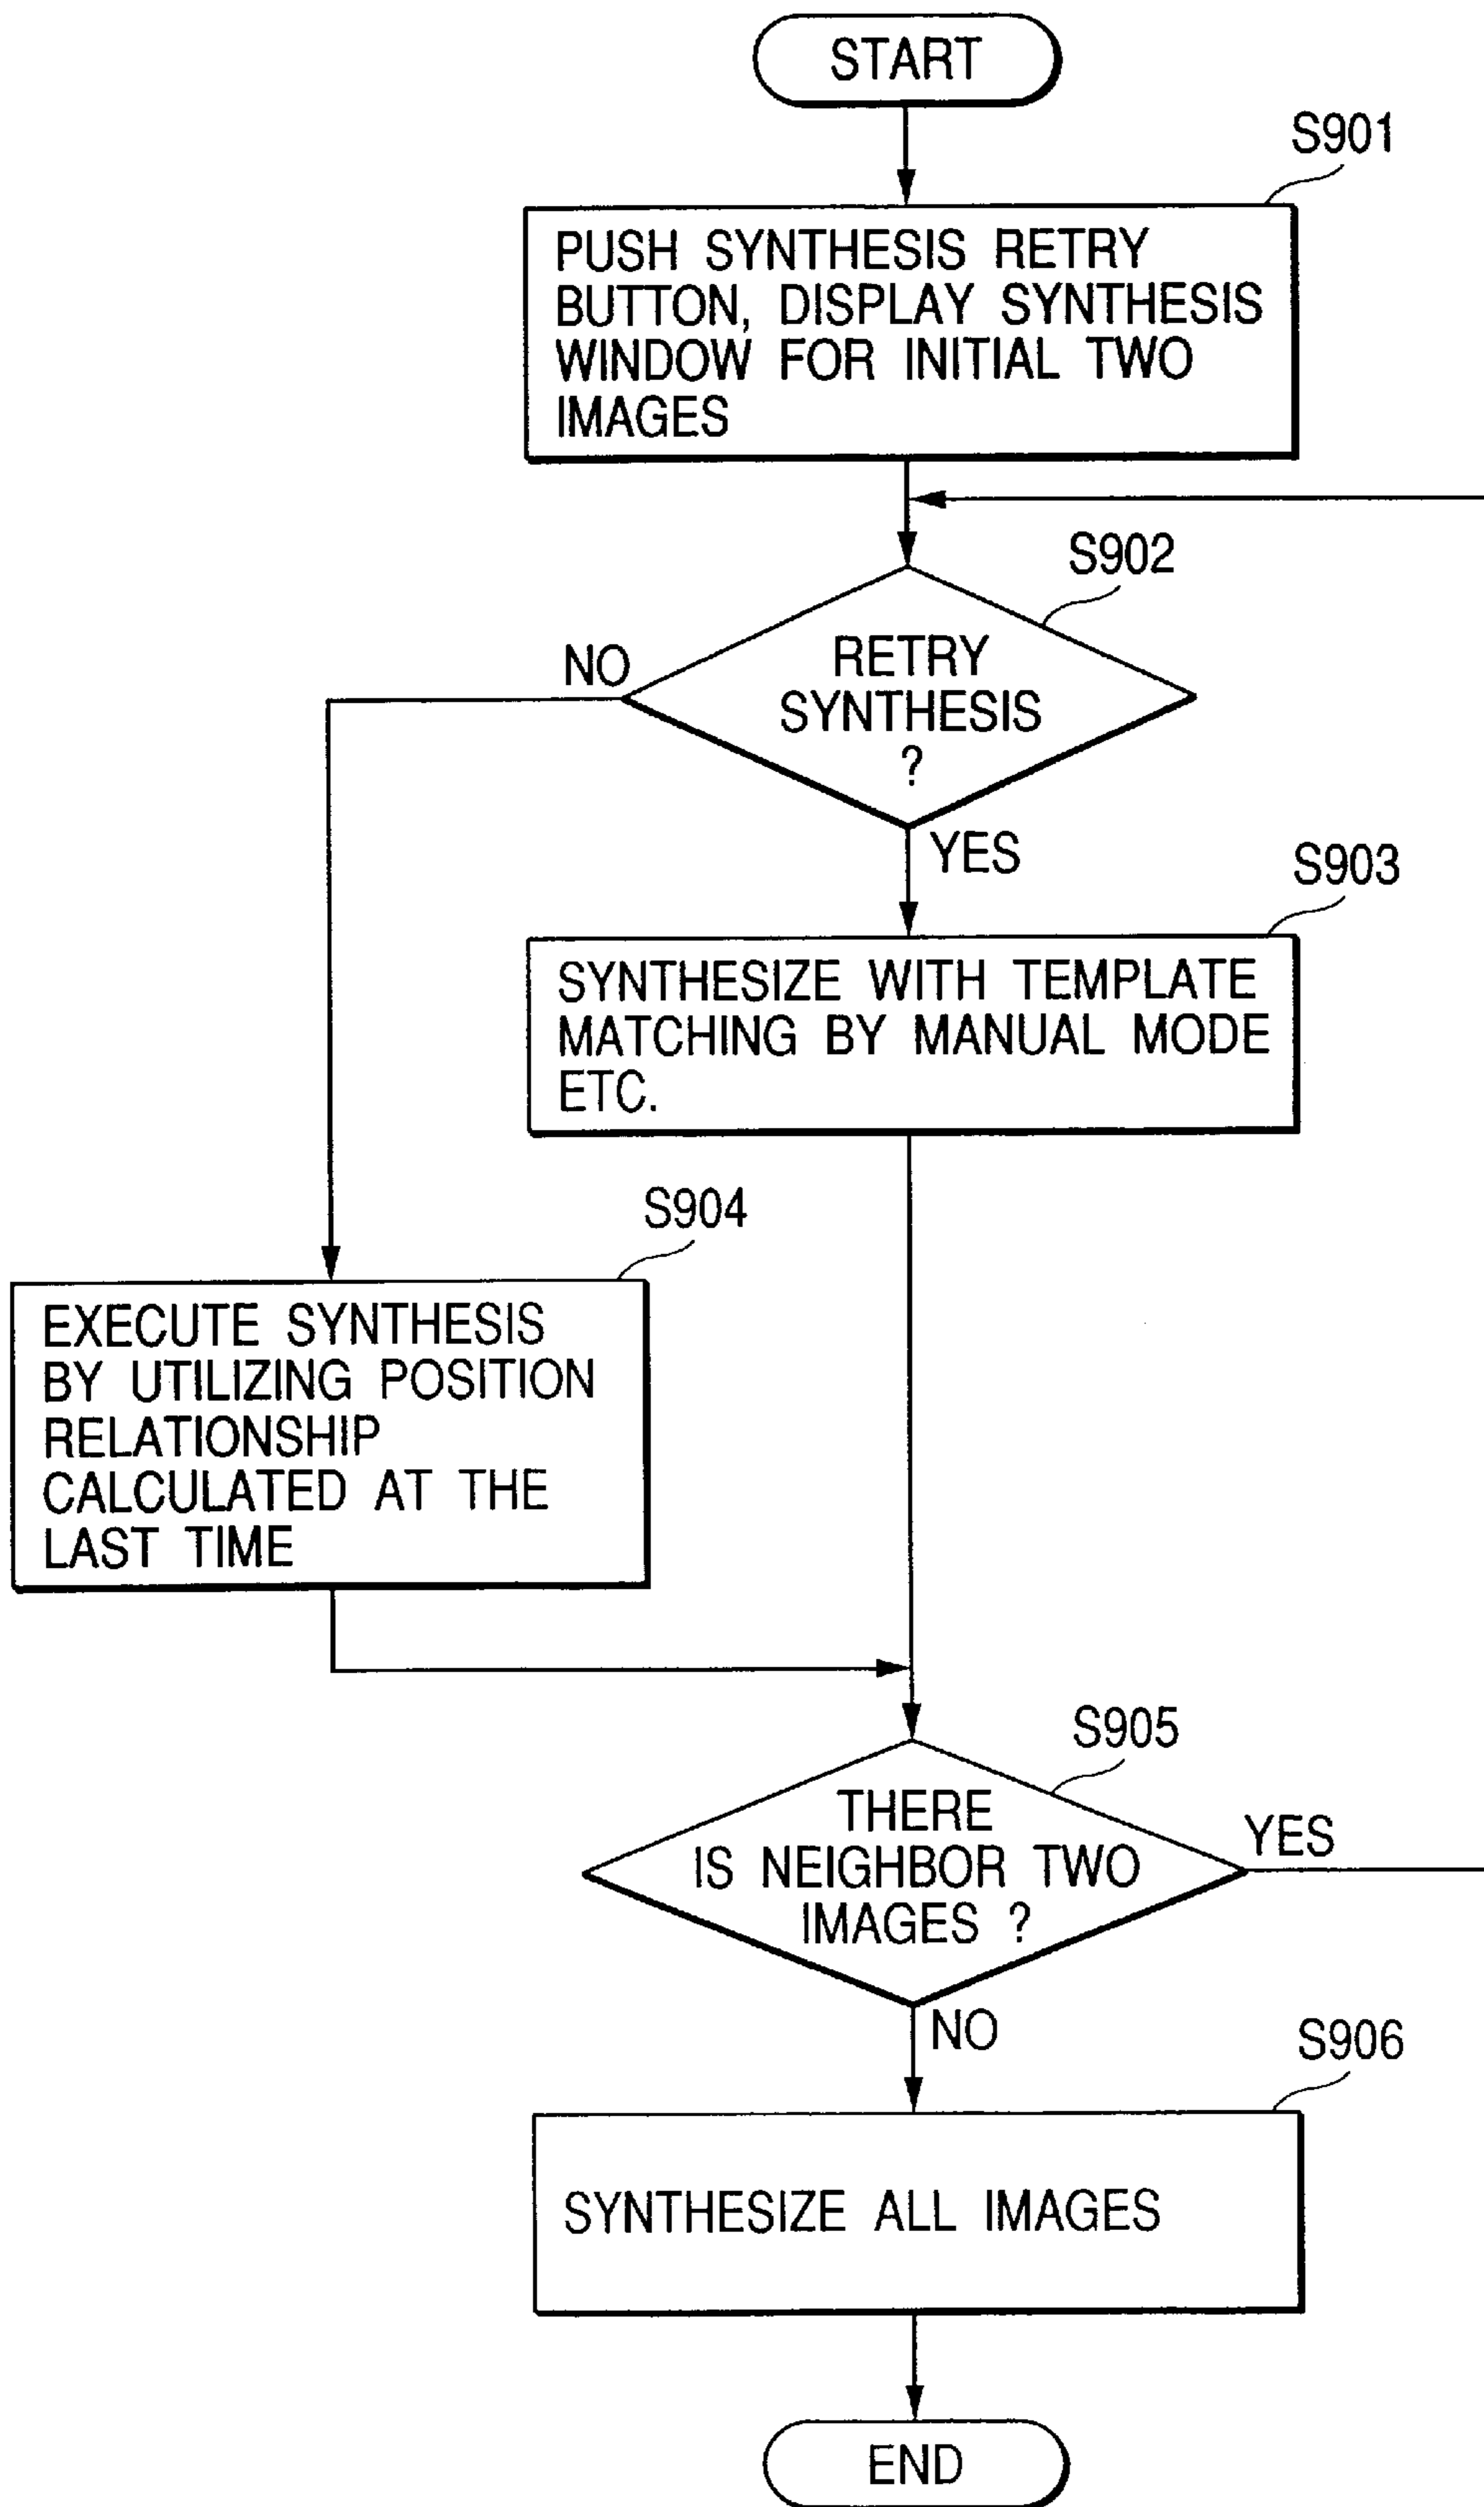 START
S901
PUSH SYNTHESIS RETRY
BUTTON, DISPLAY SYNTHESIS
WINDOW FOR INITIAL TWO
IMAGES
S902
NO
RETRY
SYNTHESIS
?
YES
S903
SYNTHESIZE WITH TEMPLATE
MATCHING BY MANUAL MODE
ETC.
S904
EXECUTE SYNTHESIS
BY UTILIZING POSITION
RELATIONSHIP
CALCULATED AT THE
LAST TIME
S905
THERE
IS NEIGHBOR TWO
IMAGES ?
YES
NO
S906
SYNTHESIZE ALL IMAGES
END